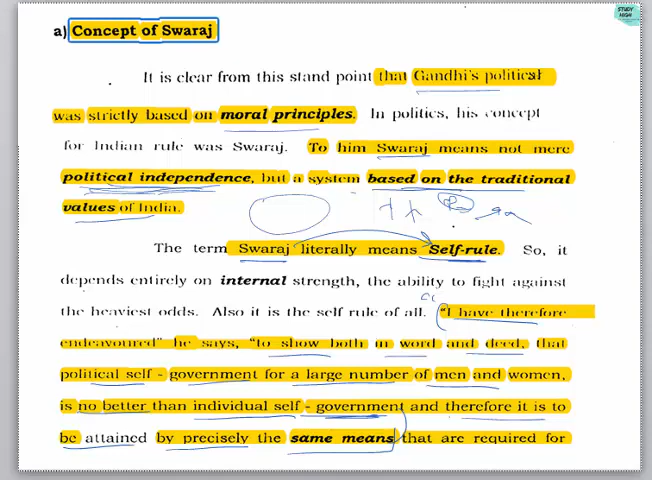 STUDY
HIGH
a) Concept of Swaraj
It is clear from this stand point that Gandhi's political
was strictly based on moral principles. In politics, his concept
for Indian rule was Swaraj. To him Swaraj means not mere
political independence, but a system based on the traditional
values of India.
The term Swaraj literally means Self-rule. So, it
depends entirely on internal strength, the ability to fight against
the heaviest odds. Also it is the self rule of all. "I have therefore
endeavoured" he says, "to show both in word and deed, that
political self - government for a large number of men and women,
is no better than individual self - government and therefore it is to
be attained by precisely the same means that are required for